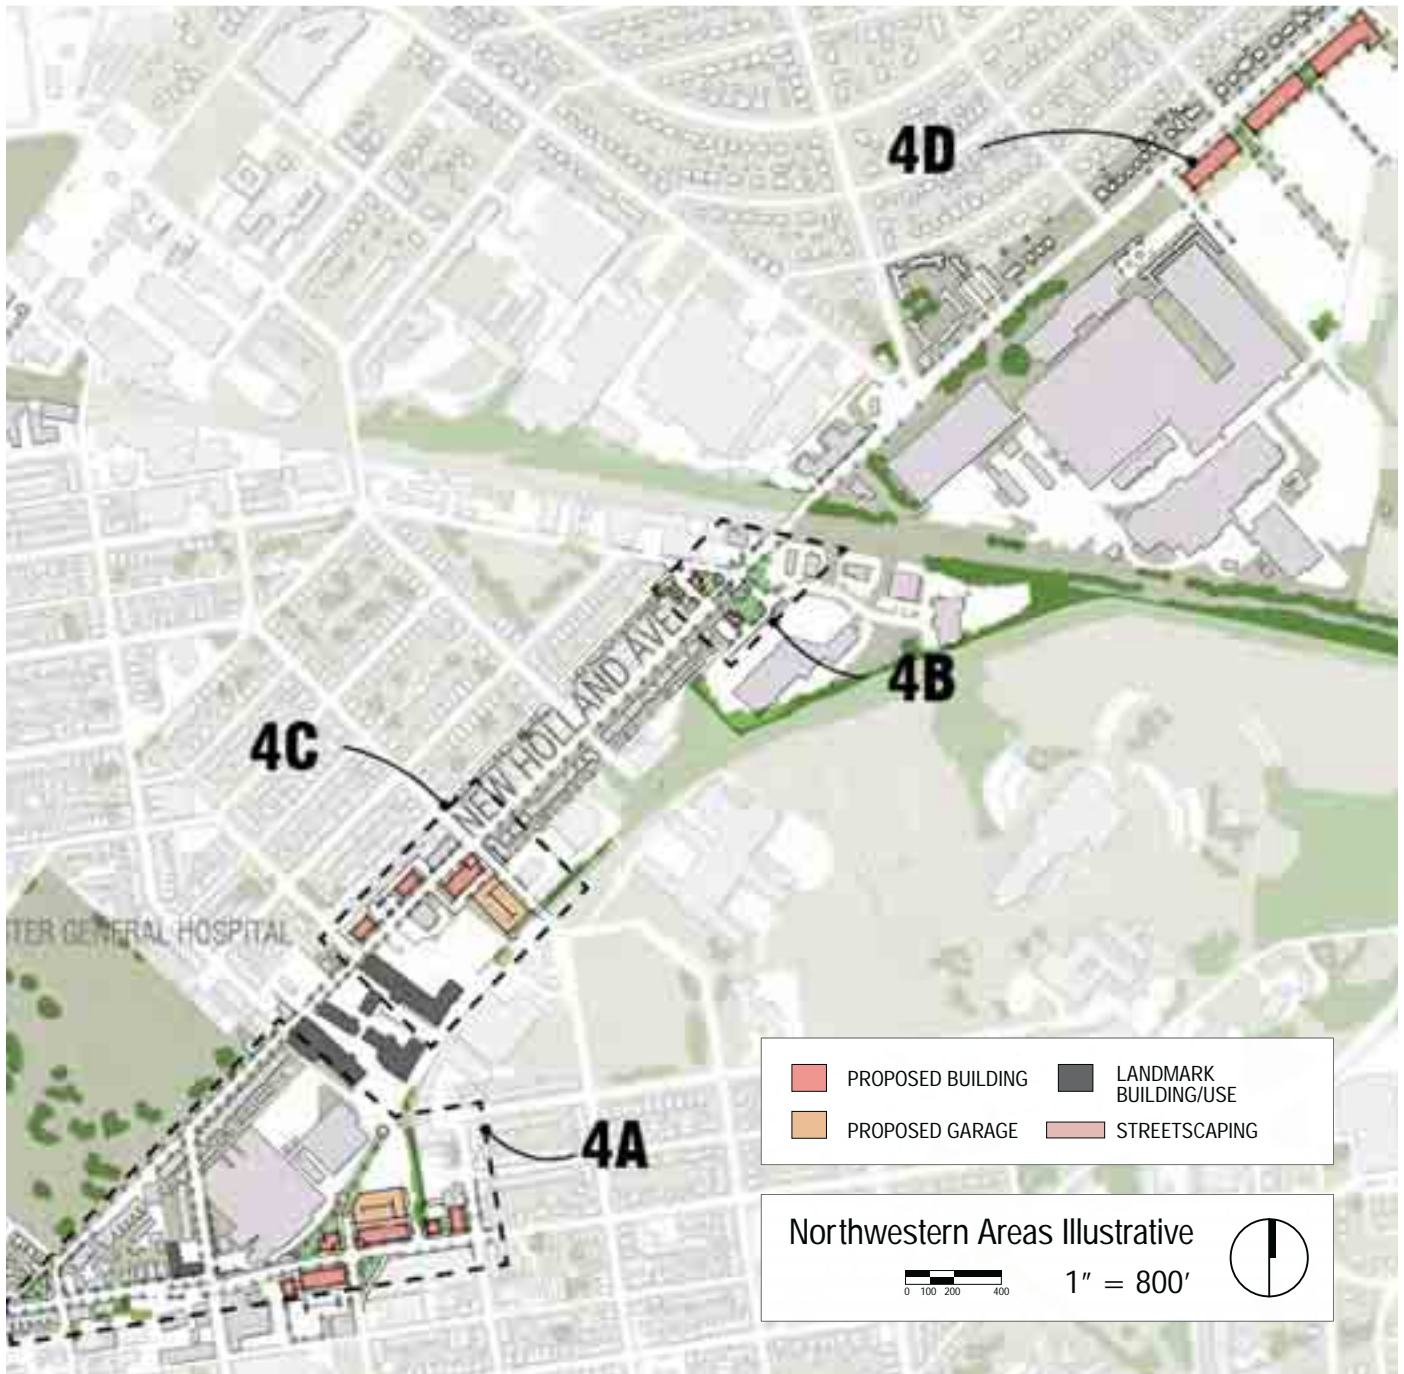 4D
NEW HOLLAND AVE
4B
4C
TER GENERAL HOSPITAL
4A
PROPOSED BUILDING
LANDMARK
BUILDING/USE
PROPOSED GARAGE
STREETSCAPING
Northwestern Areas Illustrative
0 100 200 400
1" = 800'